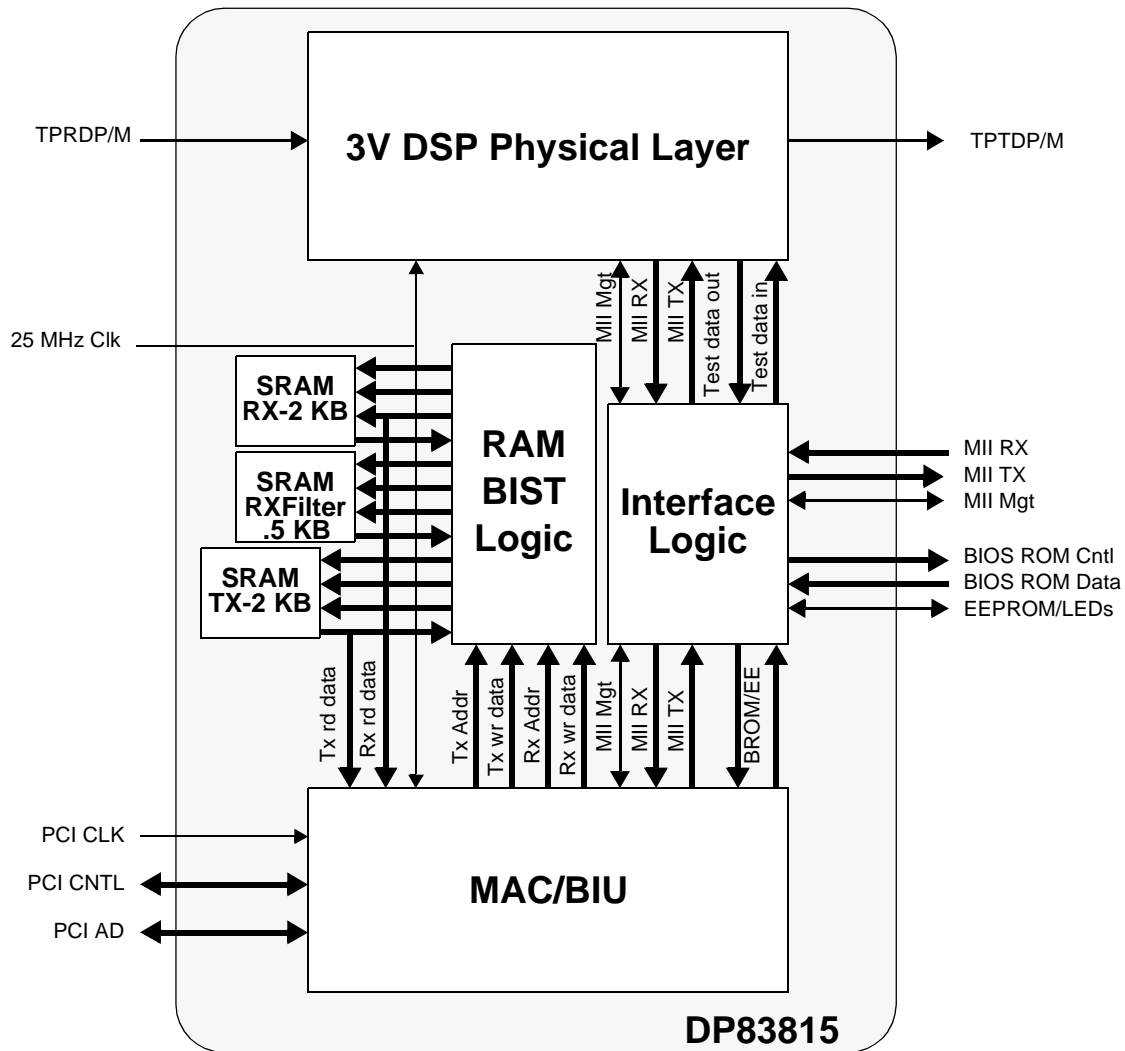 3V DSP Physical Layer
TPRDP/M
TPTDP/M
25 MHz Clk
MII Mgt
MII RX
MII TX
Test data out
Test data in
SRAM
RX-2 KB
SRAM
RXFilter
.5 KB
SRAM
TX-2 KB
RAM
BIST
Logic
Interface
Logic
MII RX
MII TX
MII Mgt
BIOS ROM Cntl
BIOS ROM Data
EEPROM/LEDs
Tx rd data
Rx rd data
Tx Addr
Tx wr data
Rx Addr
Rx wr data
MII Mgt
MII RX
MII TX
BROM/EE
PCI CLK
PCI CNTL
PCI AD
MAC/BIU
DP83815